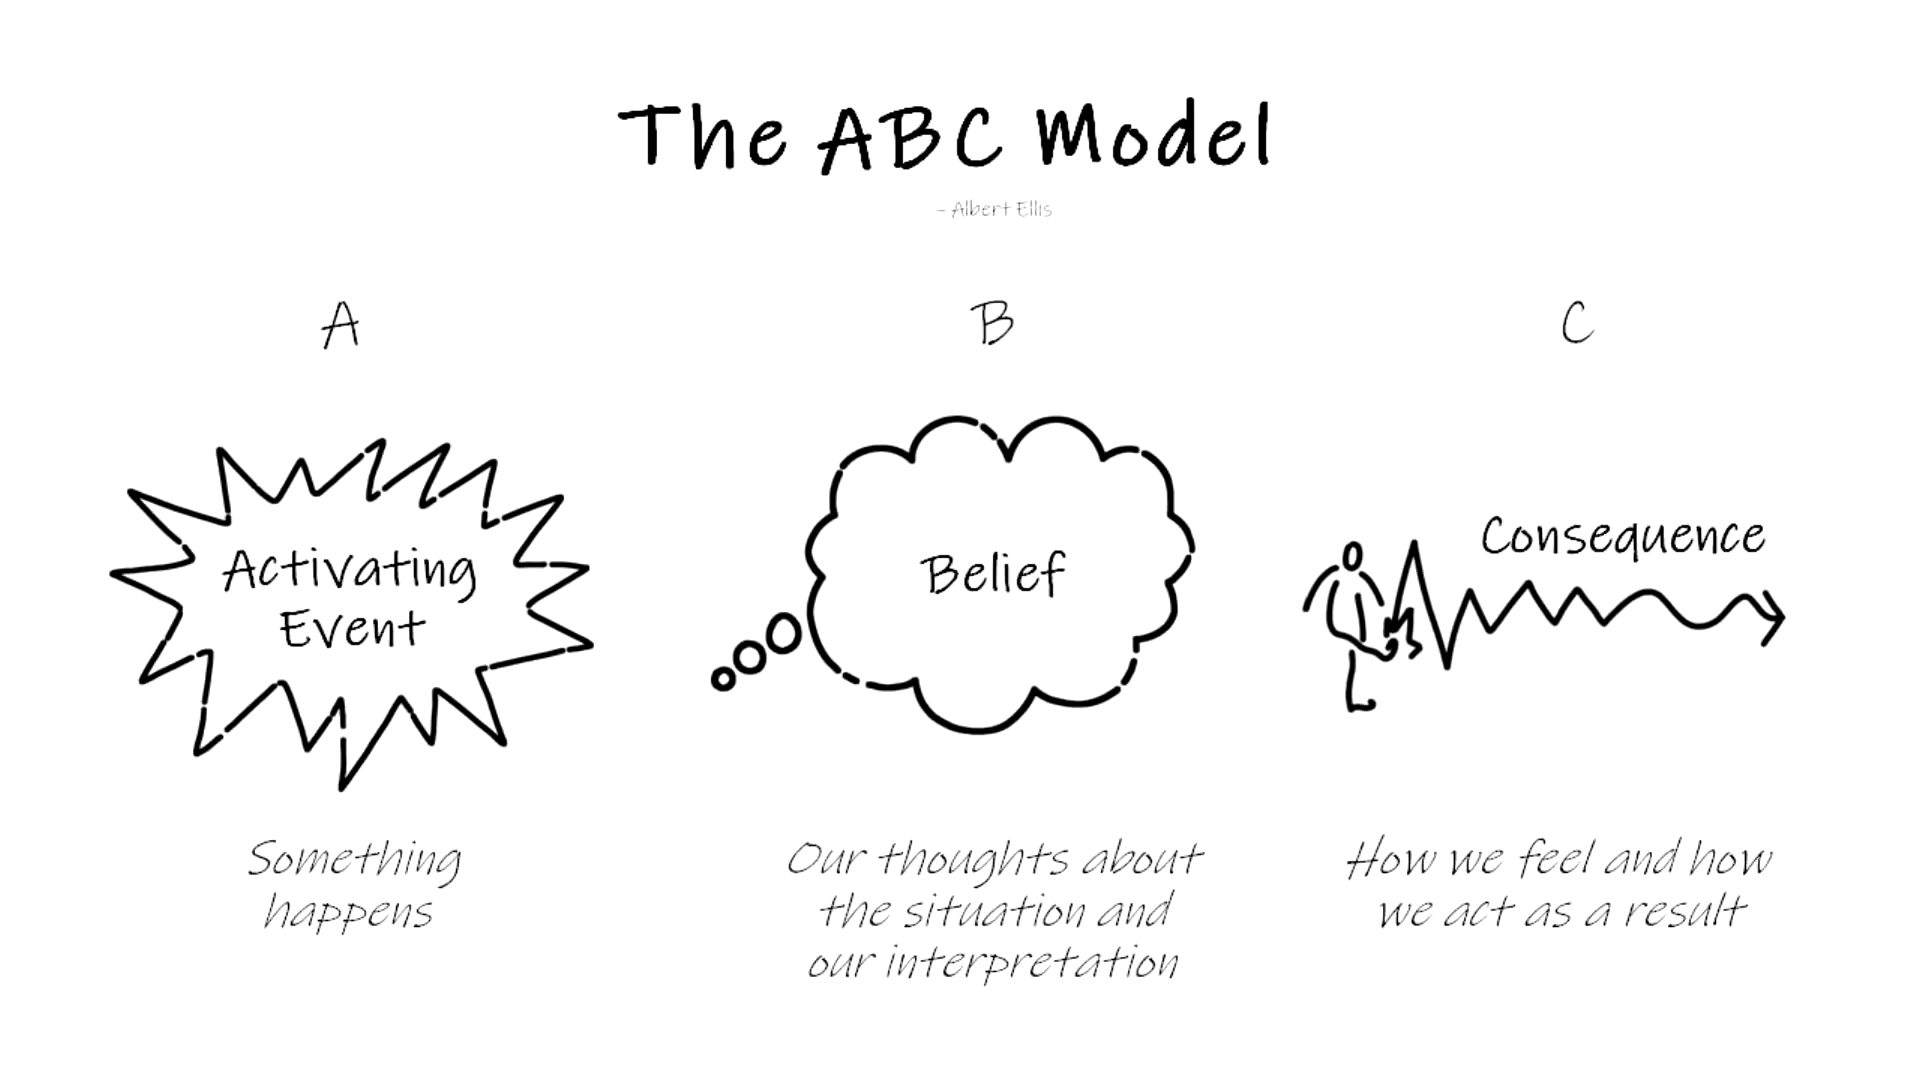 The ABC Model
- Albert Ellis
A
B
C
Activating
Event
Belief
Consequence
Something
happens
Our thoughts about
the situation and
our interpretation
How we feel and how
we act as a result